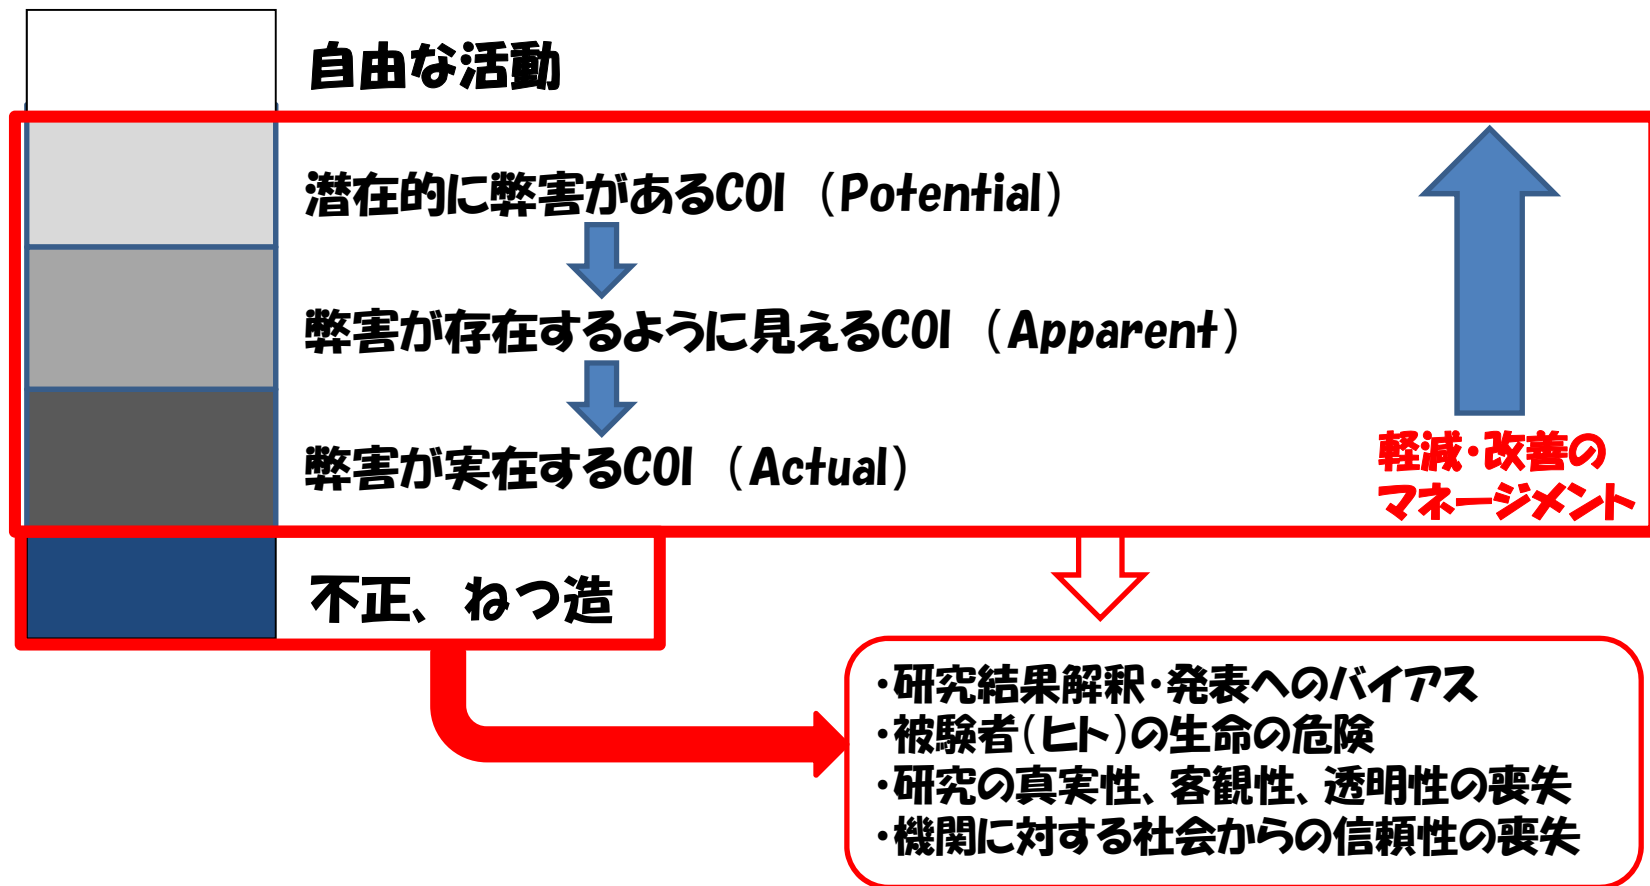 自由な活動
潜在的に弊害があるCOI（Potential）
弊害が存在するように見えるCOI（Apparent）
弊害が実在するCOI（Actual）
軽減・改善の
マネージメント
不正、ねつ造
・研究結果解釈・発表へのバイアス
・被験者（ヒト）の生命の危険
・研究の真実性、客観性、透明性の喪失
・機関に対する社会からの信頼性の喪失